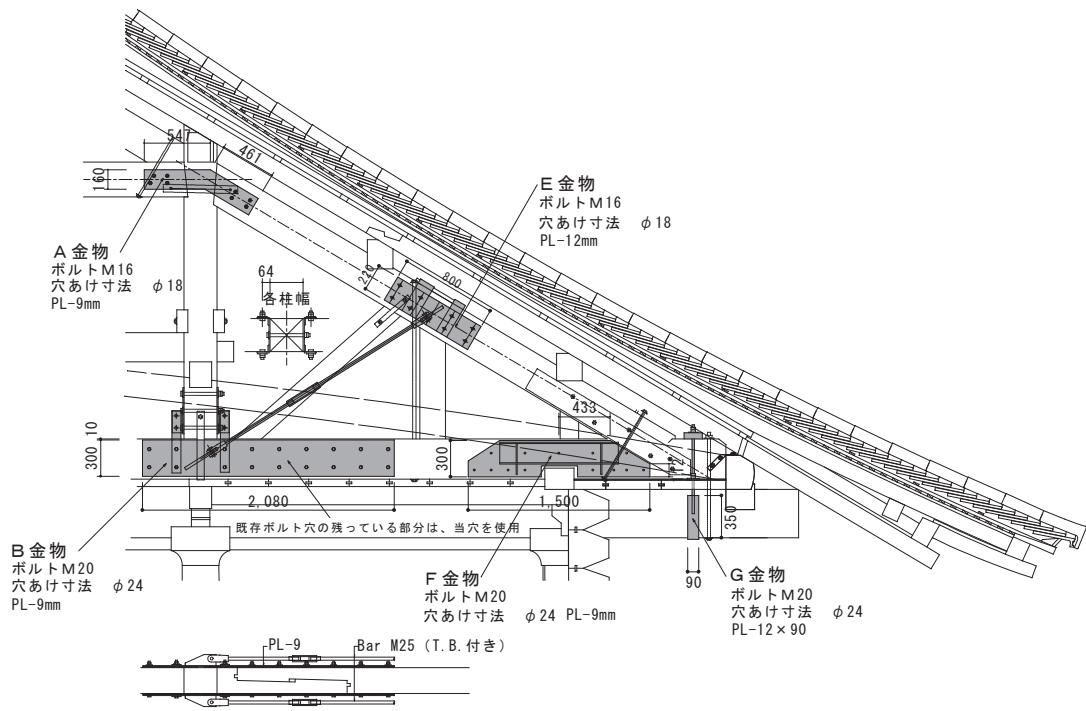 547
461
160
A金物
ボルトM16
穴あけ寸法 φ18
PL-9mm
64
各柱幅
E金物
ボルトM16
穴あけ寸法 φ18
PL-12mm
220
800
433
10
300
300
2,080
1,500
350
既存ボルト穴の残っている部分は、当穴を使用
90
B金物
ボルトM20
穴あけ寸法 φ24
PL-9mm
F金物
ボルトM20
穴あけ寸法 φ24 PL-9mm
G金物
ボルトM20
穴あけ寸法 φ24
PL-12×90
PL-9
Bar M25（T.B.付き）